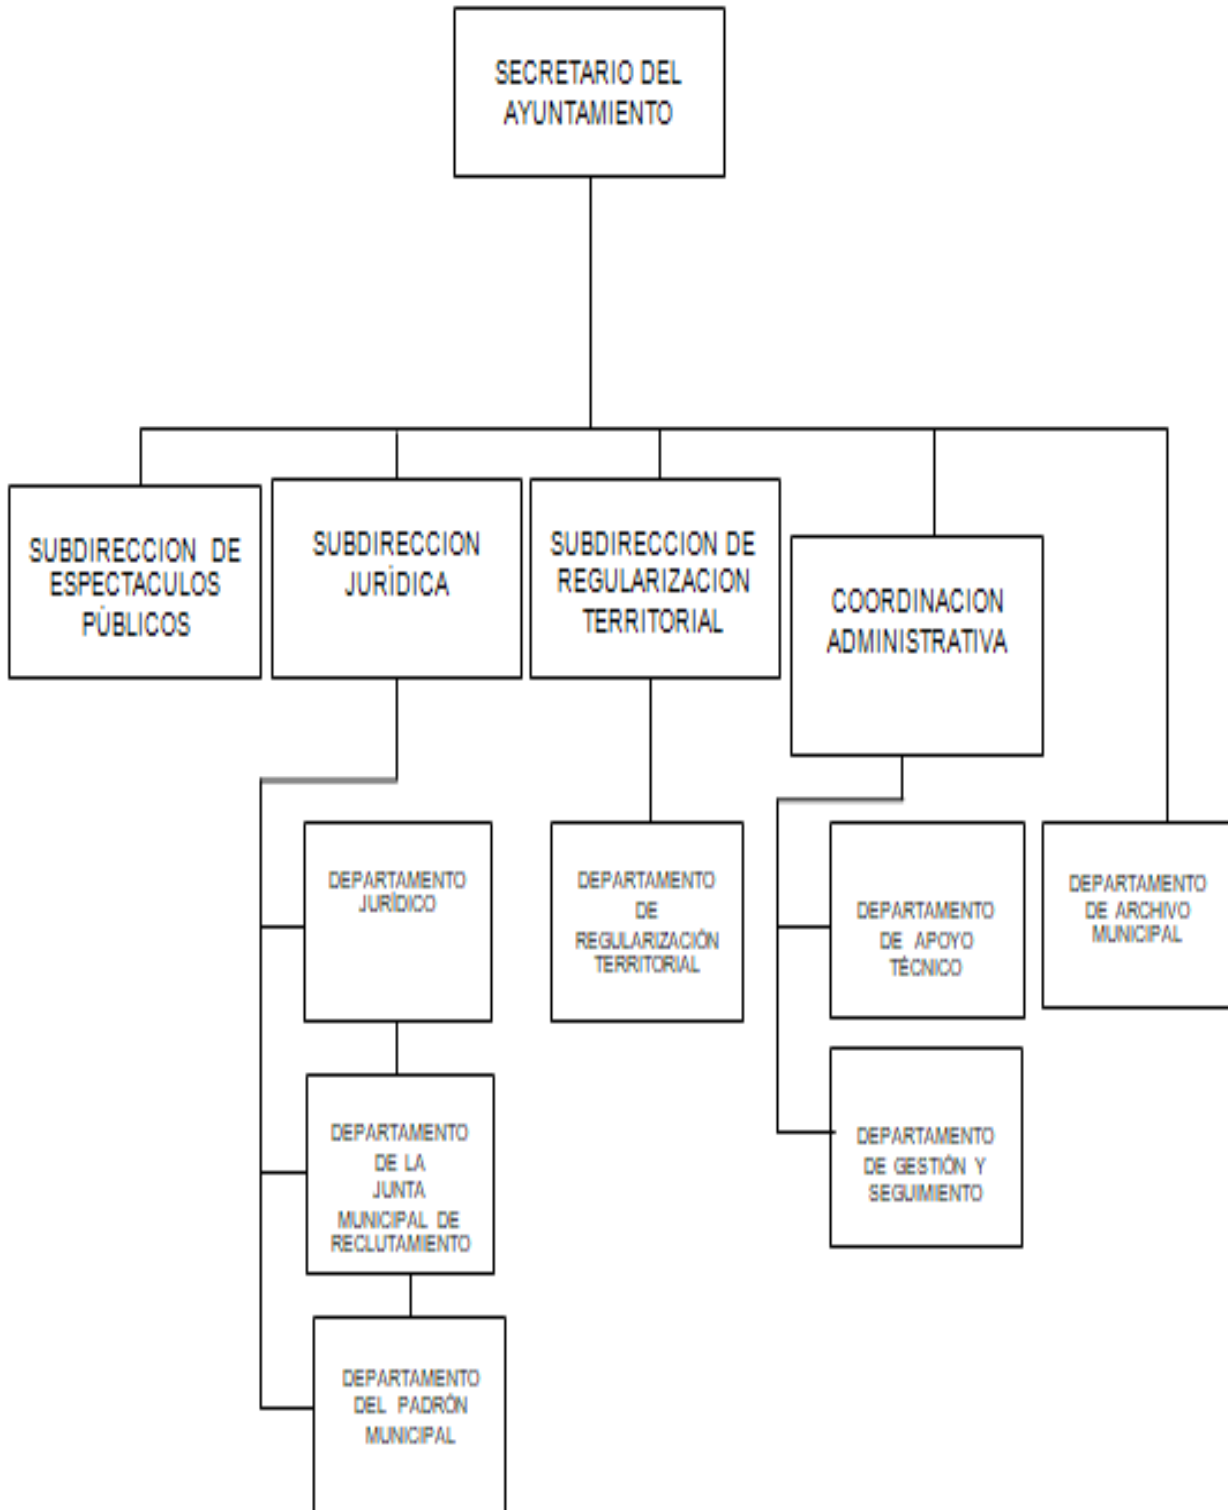 SECRETARIO DEL
AYUNTAMIENTO
SUBDIRECCION DE
ESPECTACULOS
PÚBLICOS
SUBDIRECCION
JURÍDICA
SUBDIRECCION DE
REGULARIZACION
TERRITORIAL
COORDINACION
ADMINISTRATIVA
DEPARTAMENTO
JURÍDICO
DEPARTAMENTO
DE
REGULARIZACIÓN
TERRITORIAL
DEPARTAMENTO
DE APOYO
TÉCNICO
DEPARTAMENTO
DE ARCHIVO
MUNICIPAL
DEPARTAMENTO
DE LA
JUNTA
MUNICIPAL DE
RECLUTAMIENTO
DEPARTAMENTO
DE GESTIÓN Y
SEGUIMIENTO
DEPARTAMENTO
DEL PADRÓN
MUNICIPAL